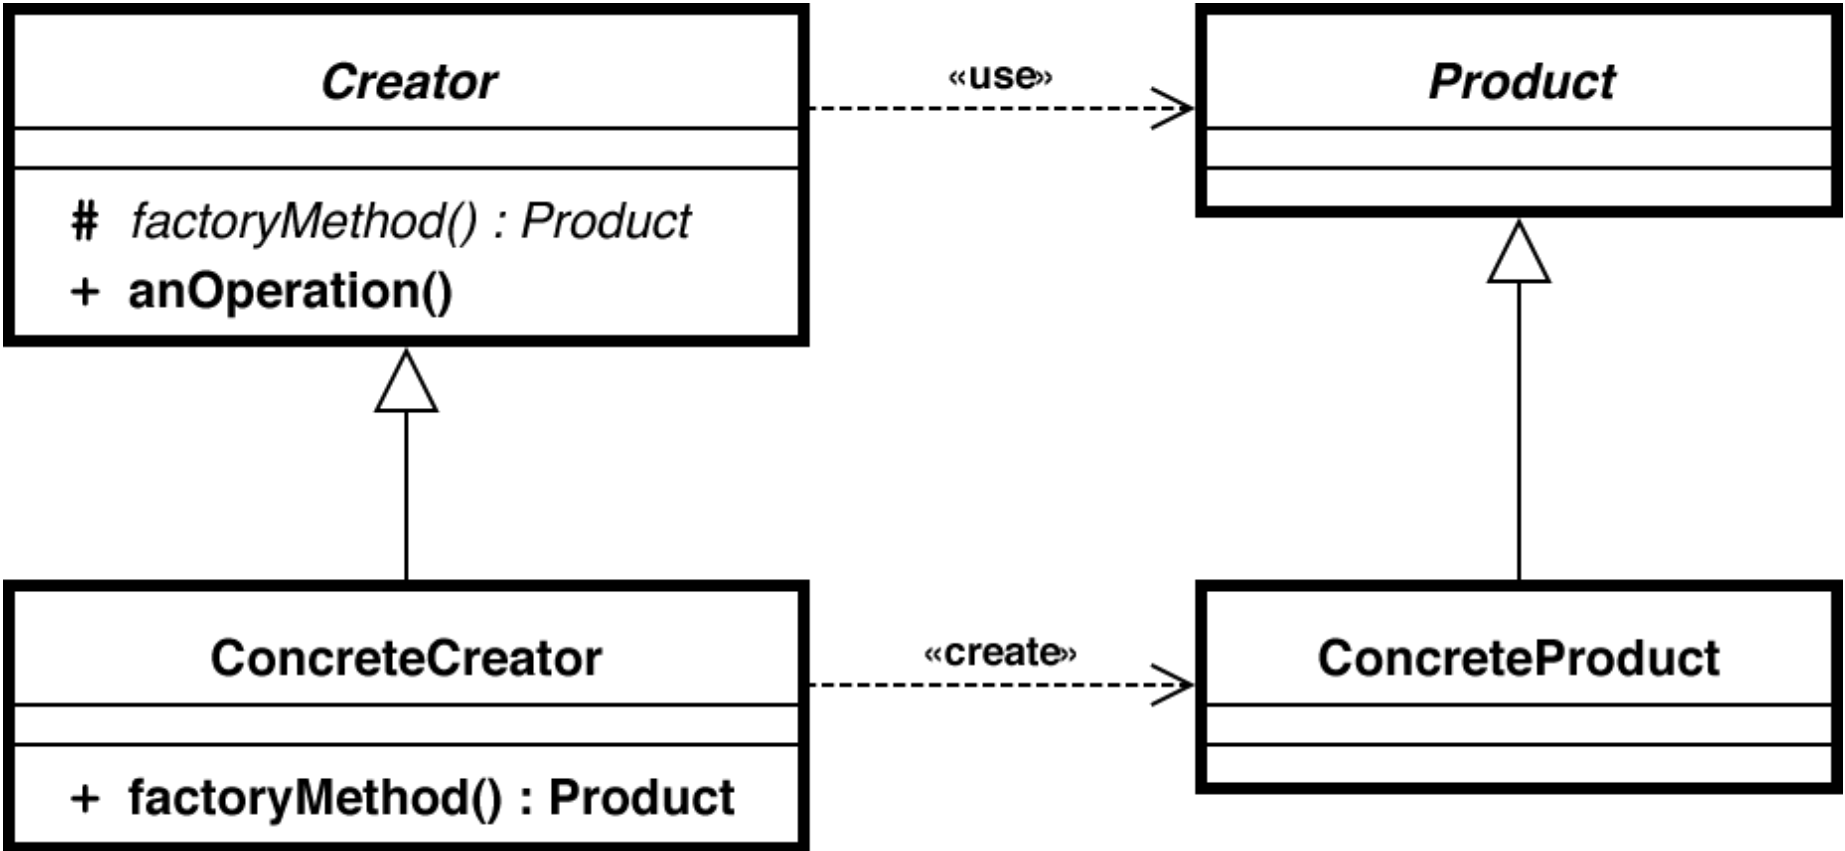 Creator
«use»
Product
# factoryMethod() : Product
+ anOperation()
ConcreteCreator
«create»
ConcreteProduct
+ factoryMethod() : Product